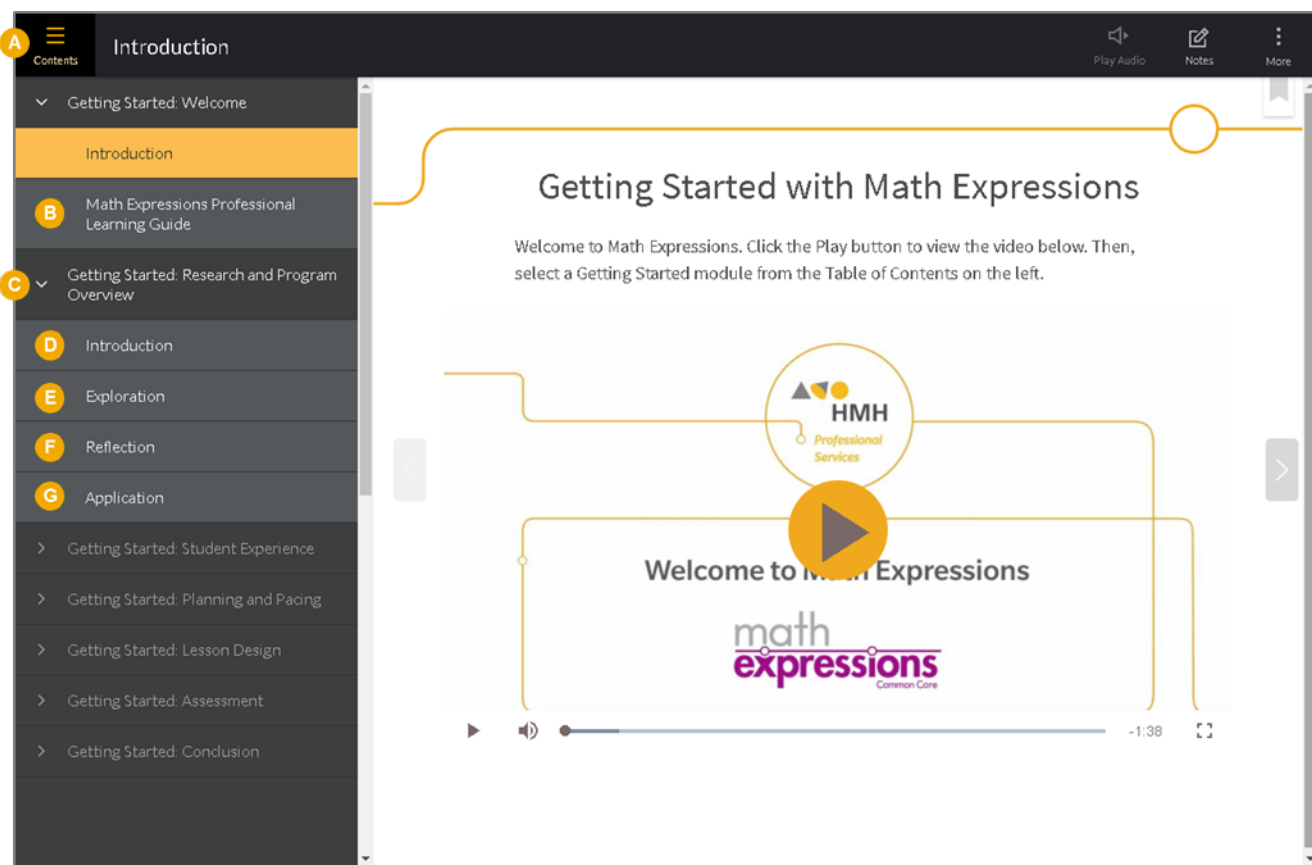 A
Contents
Introduction
Play Audio
Notes
More
Getting Started: Welcome
Introduction
B
Math Expressions Professional
Learning Guide
C
Getting Started: Research and Program
Overview
D
Introduction
E
Exploration
F
Reflection
G
Application
Getting Started: Student Experience
Getting Started: Planning and Pacing
Getting Started: Lesson Design
Getting Started: Assessment
Getting Started: Conclusion
Getting Started with Math Expressions
Welcome to Math Expressions. Click the Play button to view the video below. Then,
select a Getting Started module from the Table of Contents on the left.
HMH
Professional
Services
Welcome to M...n Expressions
math
expressions
Common Core
-1:38